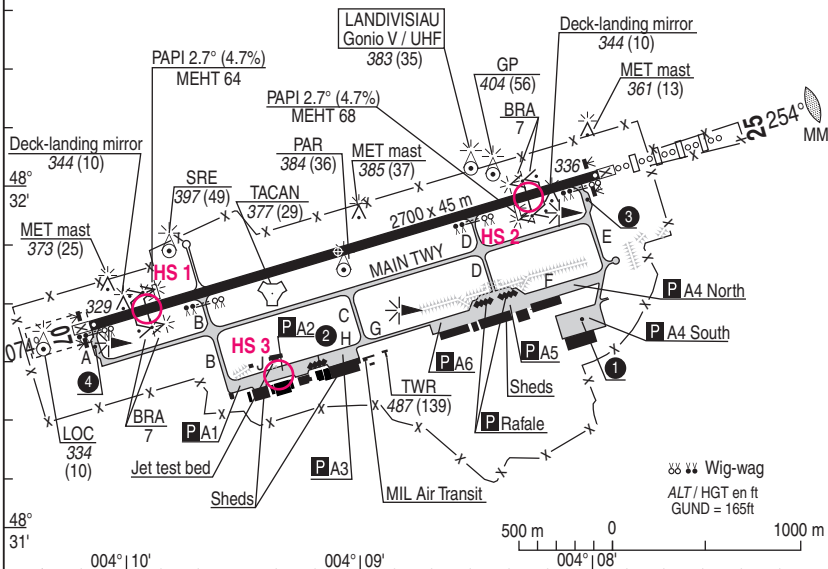 LANDIVISIAU
Gonio V / UHF
383 (35)
Deck-landing mirror
344 (10)
PAPI 2.7° (4.7%)
MEHT 64
GP
404 (56)
MET mast
361 (13)
PAPI 2.7° (4.7%)
MEHT 68
BRA
7
25
254°
MM
Deck-landing mirror
344 (10)
PAR
384 (36)
MET mast
385 (37)
336
48°
32'
SRE
397 (49)
TACAN
377 (29)
2700 x 45 m
3
MET mast
373 (25)
HS 1
D
HS 2
E
MAIN TWY
329
D
F
P A4 North
07
074°
B
C
A
HS 3
P A2
2
H
G
P A4 South
4
B
J
P A6
P A5
1
TWR
487 (139)
Sheds
LOC
334
(10)
BRA
7
P A1
P Rafale
Jet test bed
P A3
Sheds
MIL Air Transit
Wig-wag
ALT / HGT en ft
GUND = 165ft
48°
31'
500 m
0
1000 m
004° 10'
004° 09'
004° 08'